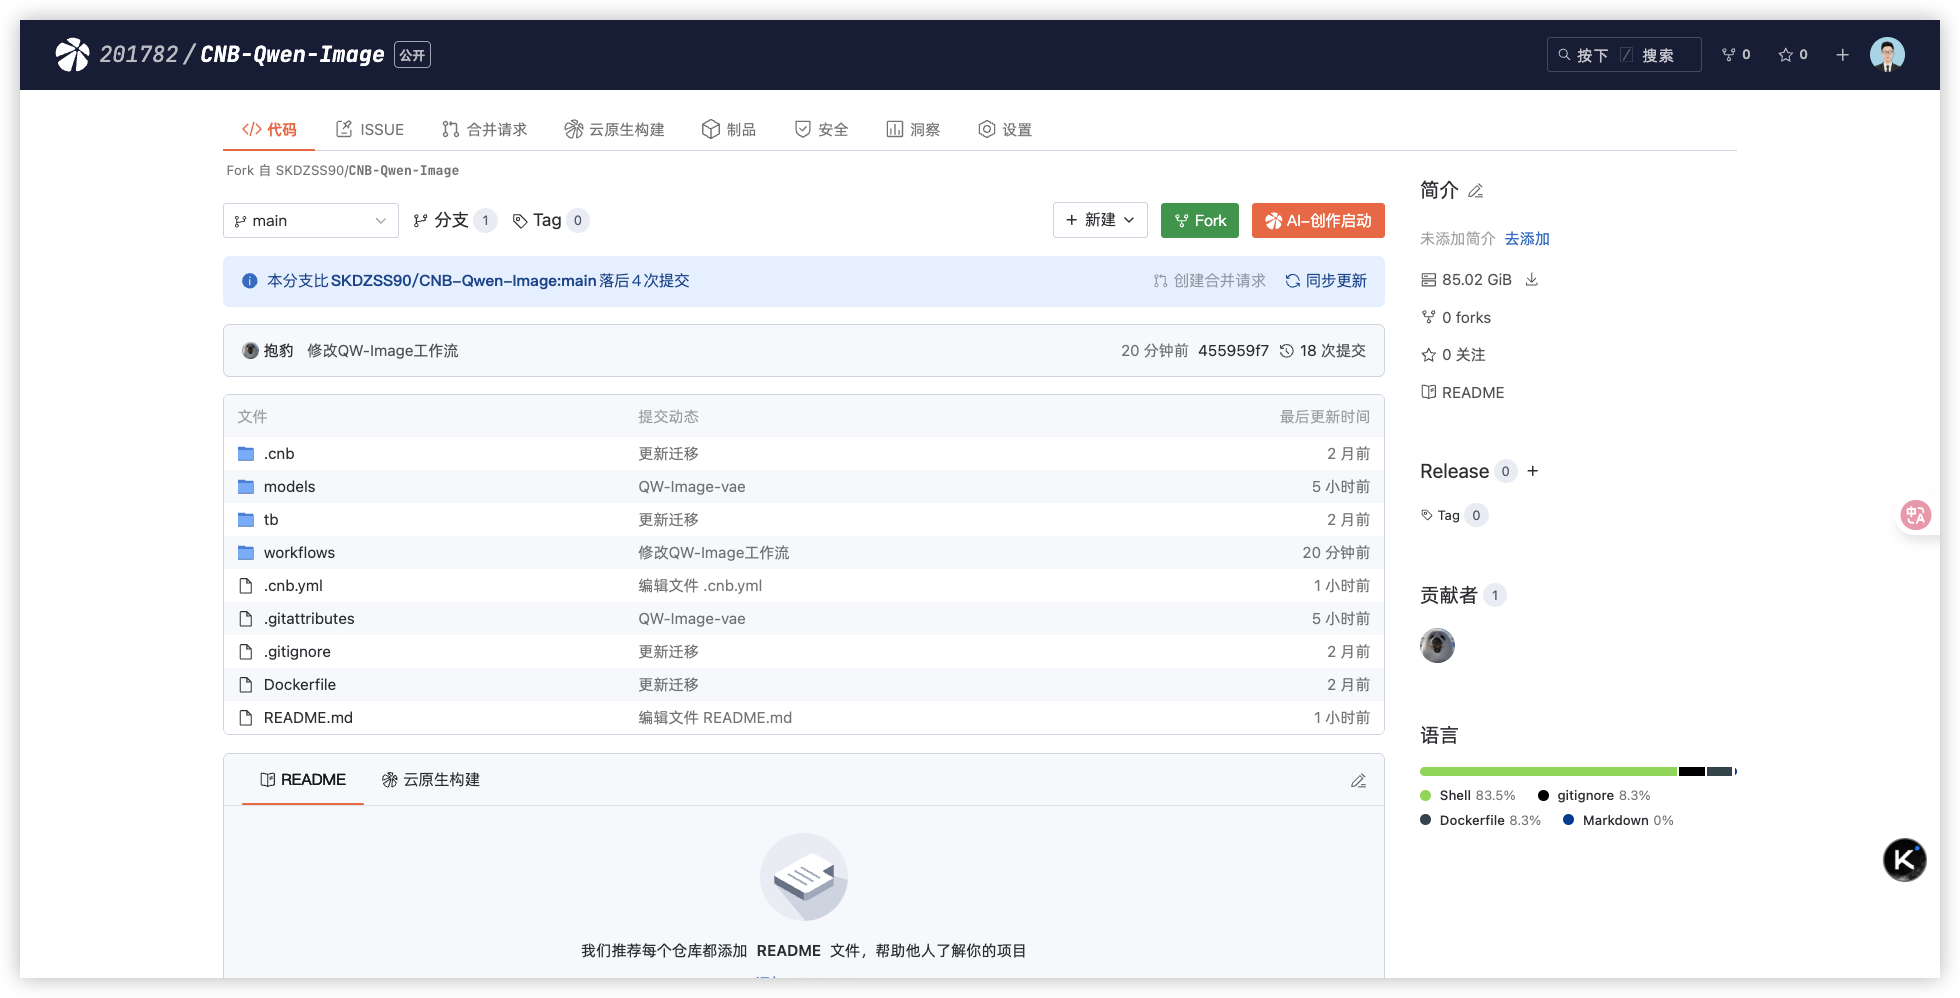 201782 / CNB-Qwen-Image 公开
按下 / 搜索 0 0
代码 ISSUE 合并请求 云原生构建 制品 安全 洞察 设置
Fork 自 SKDZSS90/CNB-Qwen-Image
main 分支 1 Tag 0 + 新建 Fork AI-创作启动
本分支比 SKDZSS90/CNB-Qwen-Image:main 落后 4 次提交 创建合并请求 同步更新
抱豹 修改QW-Image工作流 20 分钟前 455959f7 18 次提交
文件 提交动态 最后更新时间
.cnb 更新迁移 2 月前
models QW-Image-vae 5 小时前
tb 更新迁移 2 月前
workflows 修改QW-Image工作流 20 分钟前
.cnb.yml 编辑文件 .cnb.yml 1 小时前
.gitattributes QW-Image-vae 5 小时前
.gitignore 更新迁移 2 月前
Dockerfile 更新迁移 2 月前
README.md 编辑文件 README.md 1 小时前
README 云原生构建
我们推荐每个仓库都添加 README 文件，帮助他人了解你的项目
简介
未添加简介 去添加
85.02 GiB
0 forks
0 关注
README
Release 0 +
Tag 0
贡献者 1
语言
Shell 83.5% gitignore 8.3%
Dockerfile 8.3% Markdown 0%
中A
K